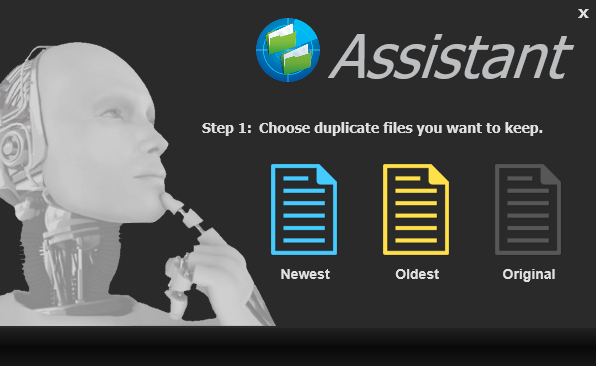 x
Assistant
Step 1: Choose duplicate files you want to keep.
Newest Oldest Original